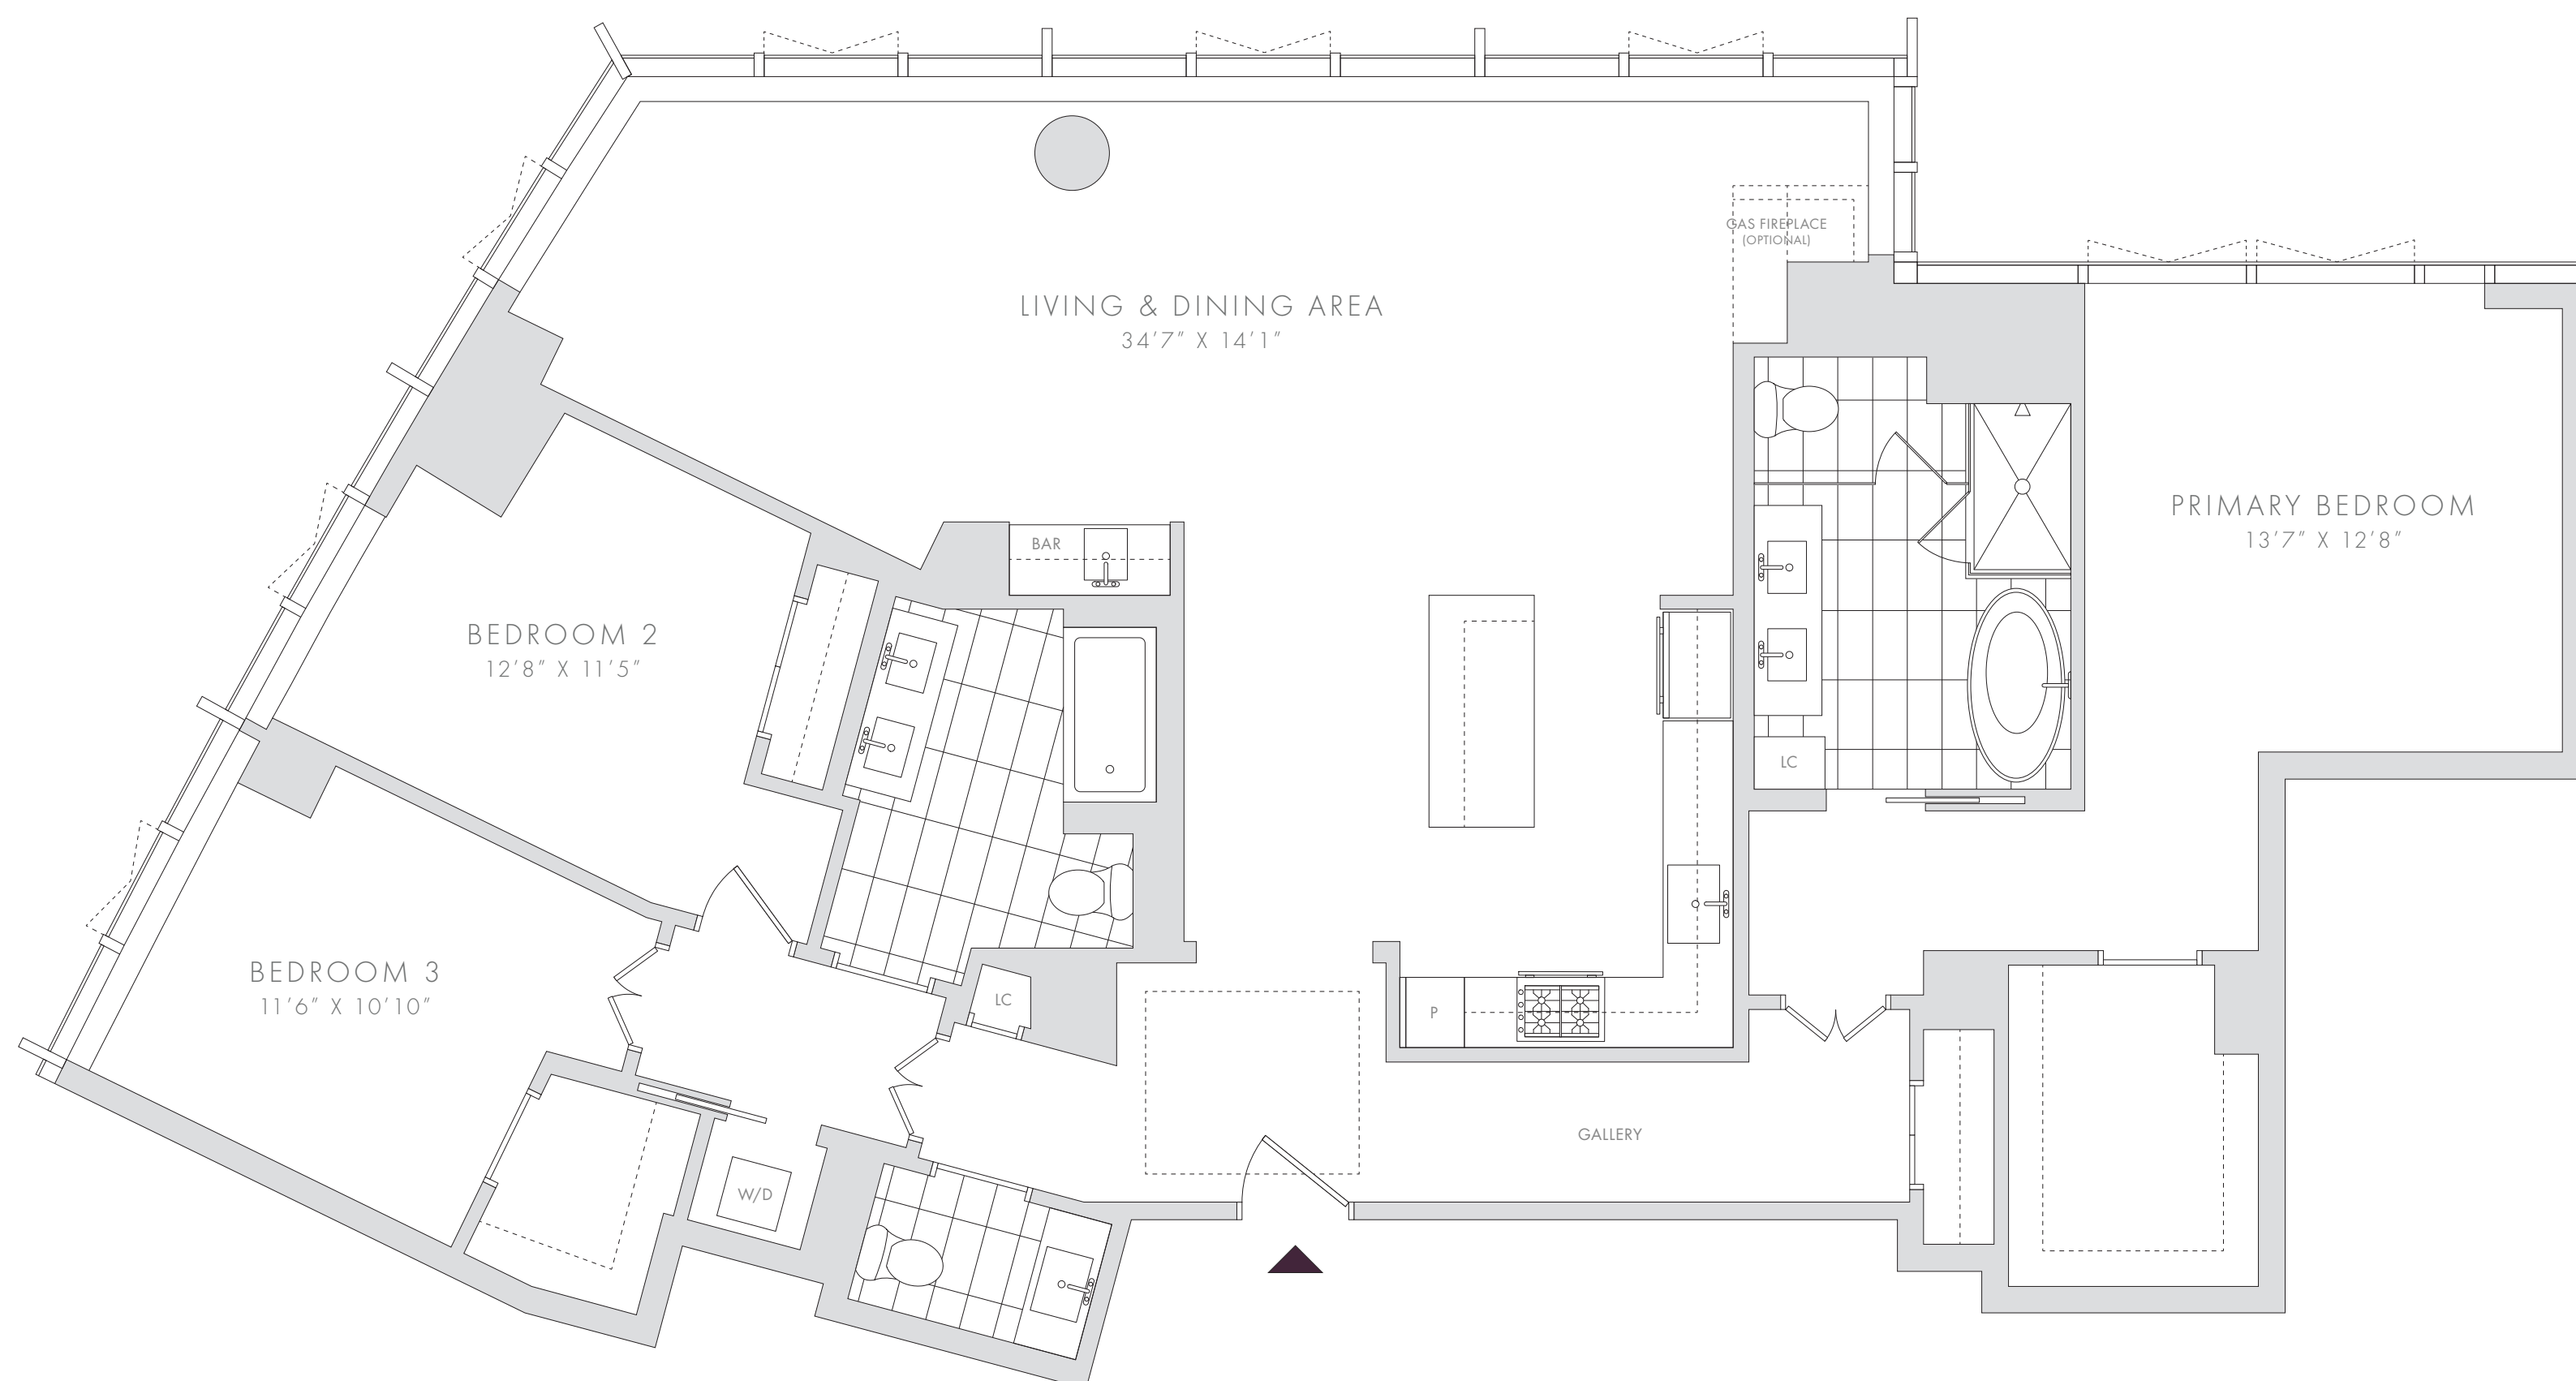 GAS FIREPLACE
(OPTIONAL)
LIVING & DINING AREA
34'7" X 14'1"
PRIMARY BEDROOM
13'7" X 12'8"
BAR
BEDROOM 2
12'8" X 11'5"
LC
BEDROOM 3
11'6" X 10'10"
LC
P
GALLERY
W/D